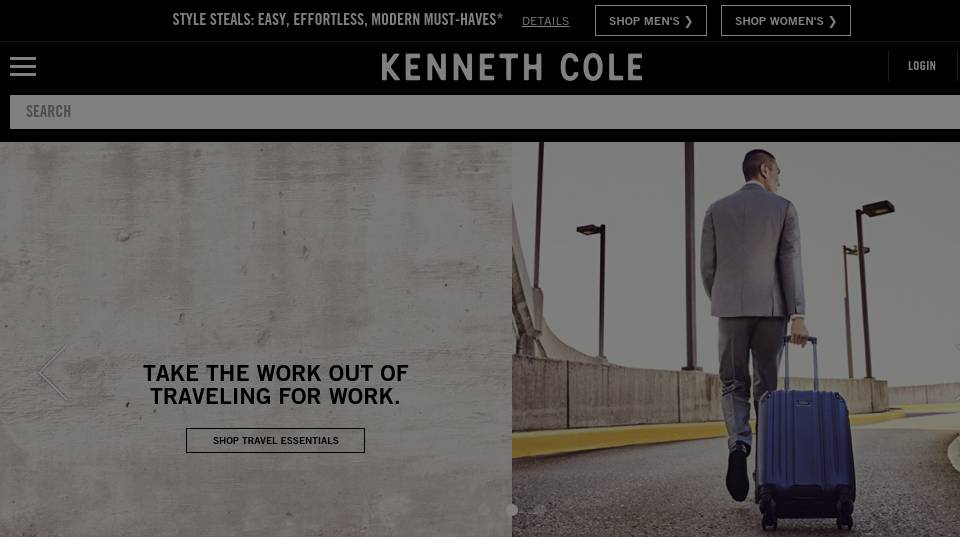 STYLE STEALS: EASY, EFFORTLESS, MODERN MUST-HAVES* DETAILS SHOP MEN'S ❯ SHOP WOMEN'S ❯
KENNETH COLE LOGIN
SEARCH
TAKE THE WORK OUT OF
TRAVELING FOR WORK.
SHOP TRAVEL ESSENTIALS